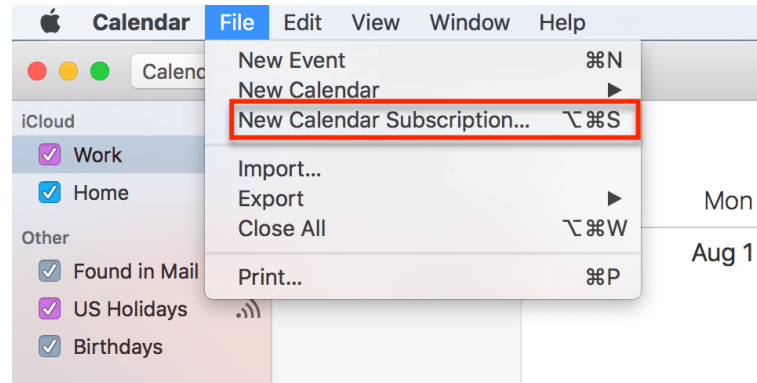 Calendar File Edit View Window Help
Calend
New Event ⌘N
New Calendar ▶
New Calendar Subscription... ⌥⌘S
Import...
Export ▶
Close All ⌥⌘W
Print... ⌘P
iCloud
Work
Home
Other
Found in Mail
US Holidays
Birthdays
Mon
Aug 1